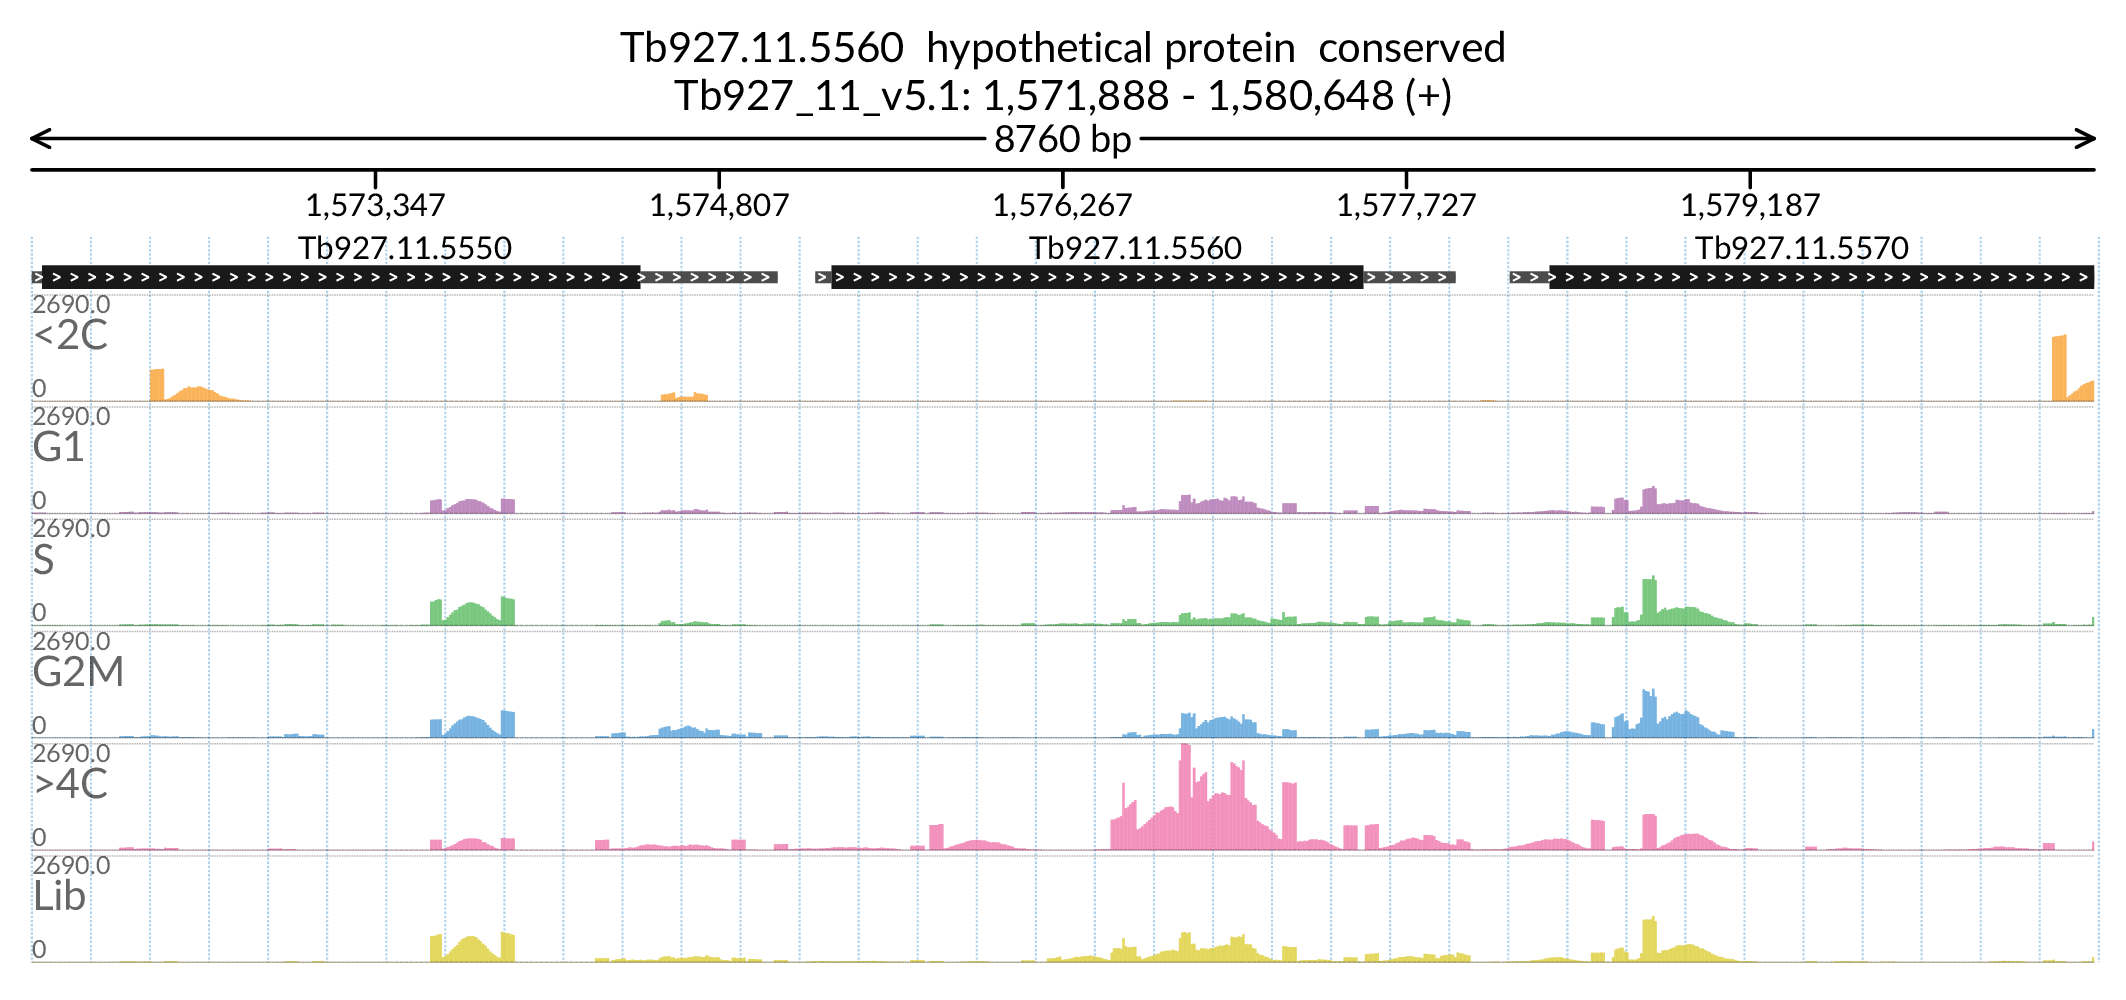 Tb927.11.5560 hypothetical protein conserved
Tb927_11_v5.1: 1,571,888 - 1,580,648 (+)
8760 bp
1,573,347 1,574,807 1,576,267 1,577,727 1,579,187
Tb927.11.5550 Tb927.11.5560 Tb927.11.5570
2690.0
<2C
0
2690.0
G1
0
2690.0
S
0
2690.0
G2M
0
2690.0
>4C
0
2690.0
Lib
0